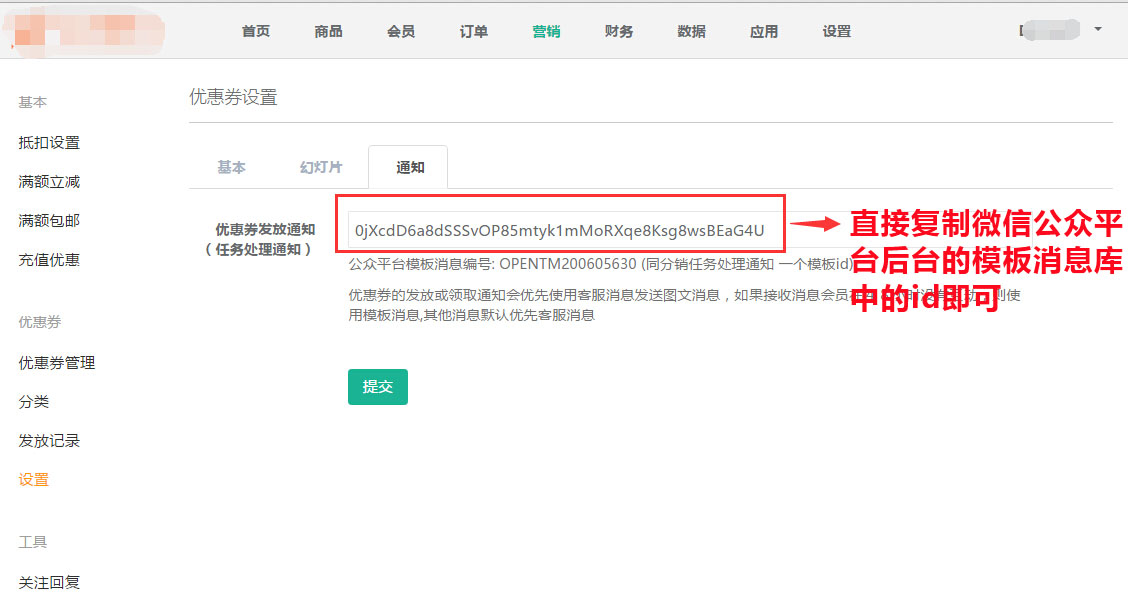 首页 商品 会员 订单 营销 财务 数据 应用 设置
基本
抵扣设置
满额立减
满额包邮
充值优惠
优惠券
优惠券管理
分类
发放记录
设置
工具
关注回复
优惠券设置
基本 幻灯片 通知
优惠券发放通知
（任务处理通知）
0jXcdD6a8dSSSvOP85mtyk1mMoRXqe8Ksg8wsBEaG4U
公众平台模板消息编号: OPENTM200605630 (同分销任务处理通知 一个模板id)
优惠券的发放或领取通知会优先使用客服消息发送图文消息，如果接收消息会员 则使
用模板消息,其他消息默认优先客服消息
提交
直接复制微信公众平
台后台的模板消息库
中的id即可